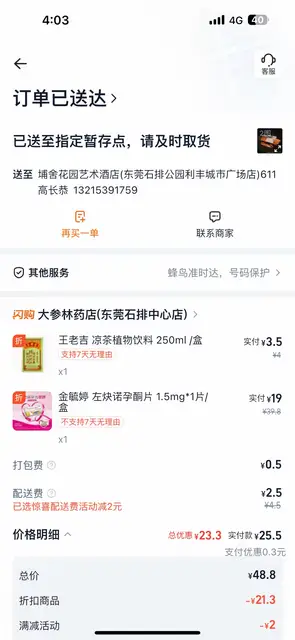 4:03
4G 40
客服
订单已送达 >
已送至指定暂存点，请及时取货
送至 埔舍花园艺术酒店(东莞石排公园利丰城市广场店)611
高长恭 13215391759
再买一单
联系商家
其他服务
蜂鸟准时达，号码保护 >
闪购 大参林药店(东莞石排中心店) >
折
王老吉 凉茶植物饮料 250ml /盒
实付 ¥3.5
支持7天无理由
¥4
x1
折
金毓婷 左炔诺孕酮片 1.5mg*1片/盒
实付 ¥19
¥39.8
不支持7天无理由
x1
打包费
¥0.5
配送费
¥2.5
已选惊喜配送费活动减2元
¥4.5
价格明细
总优惠 ¥23.3 实付款 ¥25.5
支付优惠0.3元
总价
¥48.8
折扣商品
-¥21.3
满减活动
-¥2